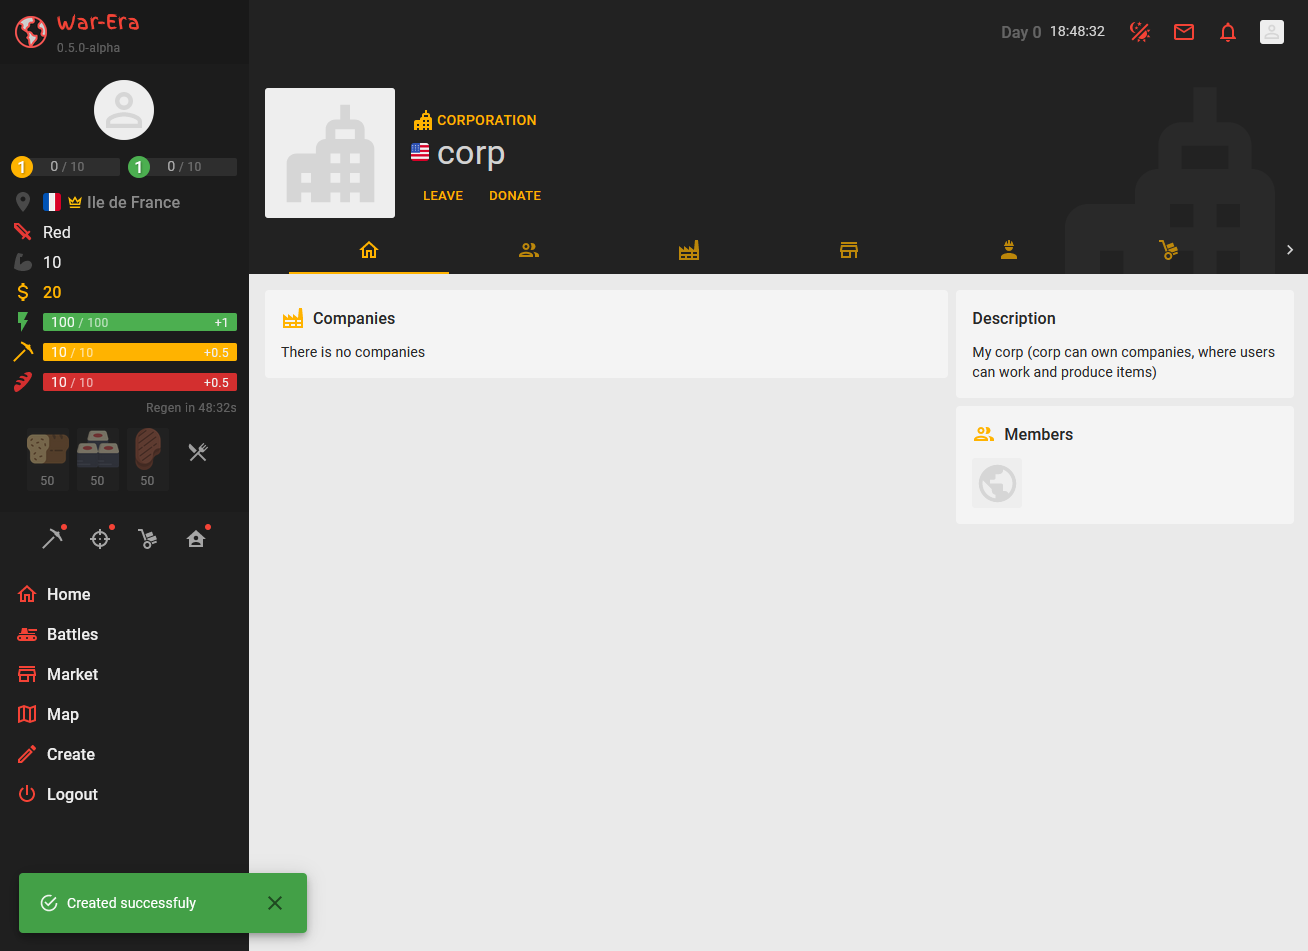 War-Era
0.5.0-alpha
Day 0 18:48:32
1 0 / 10 1 0 / 10
Ile de France
Red
10
20
100 / 100 +1
10 / 10 +0.5
10 / 10 +0.5
Regen in 48:32s
50 50 50
Home
Battles
Market
Map
Create
Logout
Created successfuly
CORPORATION
corp
LEAVE DONATE
Companies
There is no companies
Description
My corp (corp can own companies, where users
can work and produce items)
Members